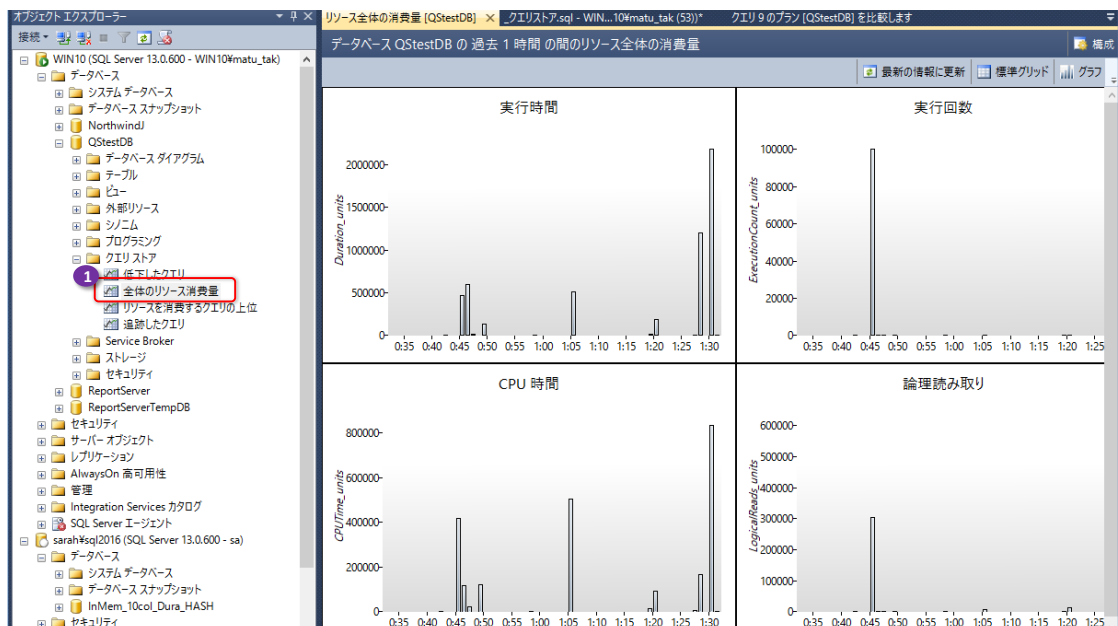 オブジェクト エクスプローラー
接続
WIN10 (SQL Server 13.0.600 - WIN10¥matu_tak)
データベース
システム データベース
データベース スナップショット
NorthwindJ
QStestDB
データベース ダイアグラム
テーブル
ビュー
外部リソース
シノニム
プログラミング
クエリ ストア
1
低下したクエリ
全体のリソース消費量
リソースを消費するクエリの上位
追跡したクエリ
Service Broker
ストレージ
セキュリティ
ReportServer
ReportServerTempDB
セキュリティ
サーバー オブジェクト
レプリケーション
AlwaysOn 高可用性
管理
Integration Services カタログ
SQL Server エージェント
sarah¥sql2016 (SQL Server 13.0.600 - sa)
データベース
システム データベース
データベース スナップショット
InMem_10col_Dura_HASH
セキュリティ
リソース全体の消費量 [QStestDB]
_クエリストア.sql - WIN...10¥matu_tak (53))*
クエリ 9 のプラン [QStestDB] を比較します
データベース QStestDB の 過去 1 時間 の間のリソース全体の消費量
構成
最新の情報に更新 標準グリッド グラフ
実行時間
Duration_units
2000000
1500000
1000000
500000
0
0:35 0:40 0:45 0:50 0:55 1:00 1:05 1:10 1:15 1:20 1:25 1:30
実行回数
ExecutionCount_units
100000
80000
60000
40000
20000
0
0:35 0:40 0:45 0:50 0:55 1:00 1:05 1:10 1:15 1:20 1:25
CPU 時間
CPUTime_units
800000
600000
400000
200000
0
0:35 0:40 0:45 0:50 0:55 1:00 1:05 1:10 1:15 1:20 1:25 1:30
論理読み取り
LogicalReads_units
600000
500000
400000
300000
200000
100000
0
0:35 0:40 0:45 0:50 0:55 1:00 1:05 1:10 1:15 1:20 1:25